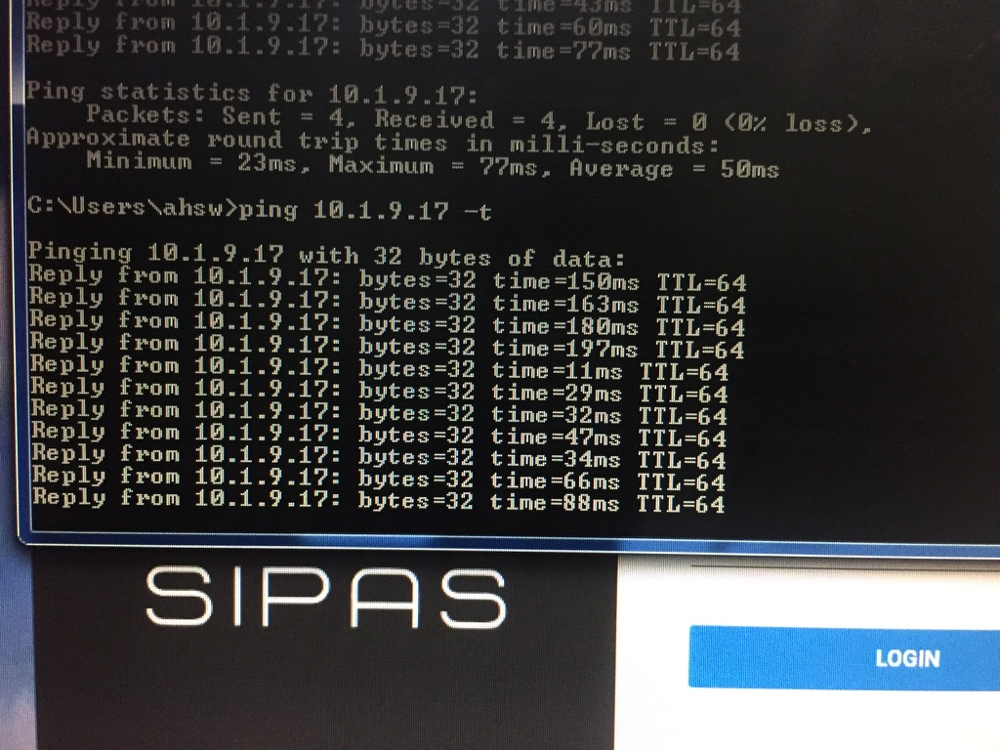 Reply from 10.1.9.17: bytes=32 time=43ms TTL=64
Reply from 10.1.9.17: bytes=32 time=60ms TTL=64
Reply from 10.1.9.17: bytes=32 time=77ms TTL=64
Ping statistics for 10.1.9.17:
Packets: Sent = 4, Received = 4, Lost = 0 (0% loss),
Approximate round trip times in milli-seconds:
Minimum = 23ms, Maximum = 77ms, Average = 50ms
C:\Users\ahsw>ping 10.1.9.17 -t
Pinging 10.1.9.17 with 32 bytes of data:
Reply from 10.1.9.17: bytes=32 time=150ms TTL=64
Reply from 10.1.9.17: bytes=32 time=163ms TTL=64
Reply from 10.1.9.17: bytes=32 time=180ms TTL=64
Reply from 10.1.9.17: bytes=32 time=197ms TTL=64
Reply from 10.1.9.17: bytes=32 time=11ms TTL=64
Reply from 10.1.9.17: bytes=32 time=29ms TTL=64
Reply from 10.1.9.17: bytes=32 time=32ms TTL=64
Reply from 10.1.9.17: bytes=32 time=47ms TTL=64
Reply from 10.1.9.17: bytes=32 time=34ms TTL=64
Reply from 10.1.9.17: bytes=32 time=66ms TTL=64
Reply from 10.1.9.17: bytes=32 time=88ms TTL=64
SIPAS
LOGIN